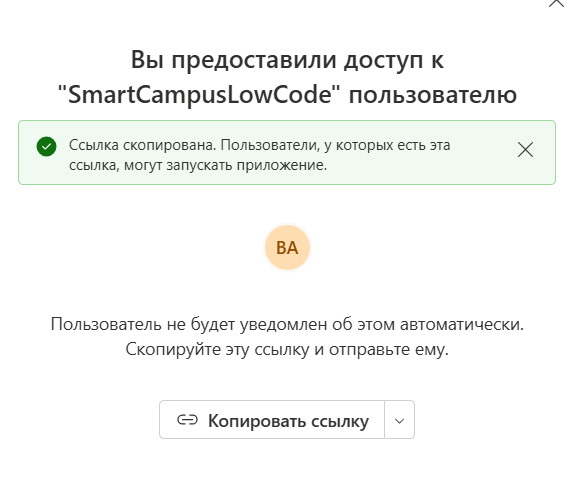 Вы предоставили доступ к
"SmartCampusLowCode" пользователю
Ссылка скопирована. Пользователи, у которых есть эта
ссылка, могут запускать приложение.
BA
Пользователь не будет уведомлен об этом автоматически.
Скопируйте эту ссылку и отправьте ему.
Копировать ссылку